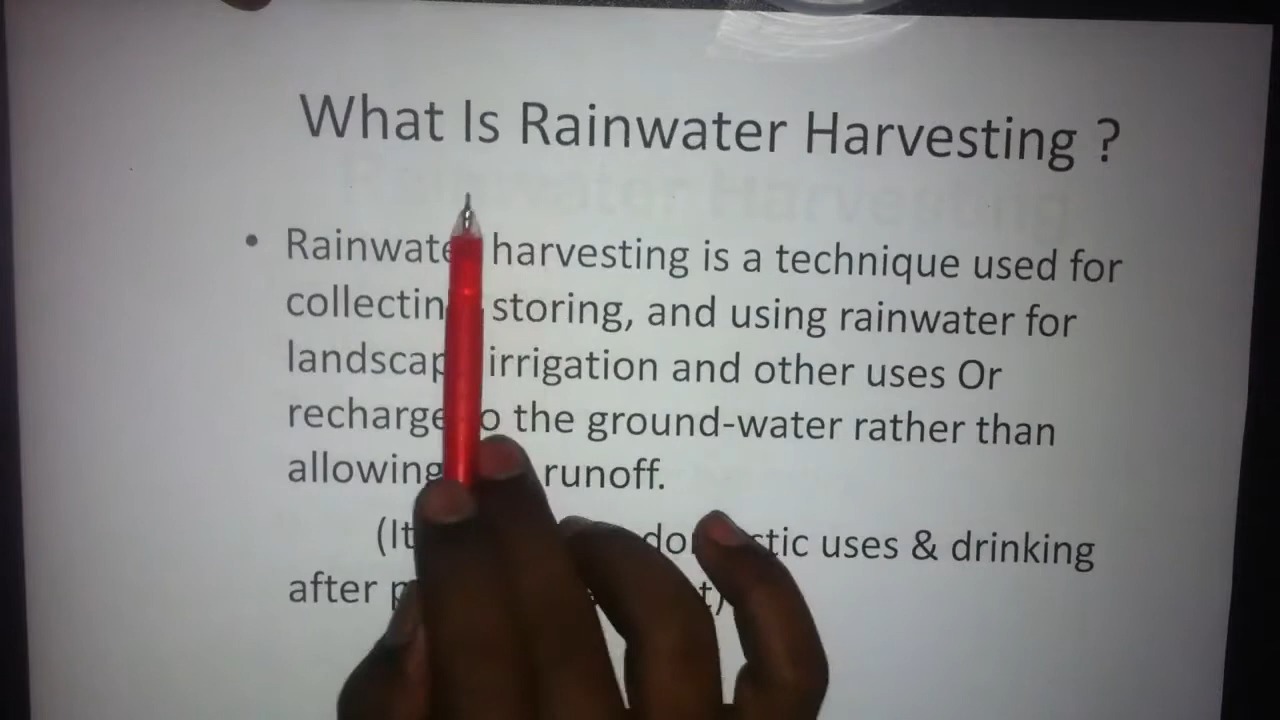 What Is Rainwater Harvesting ?
• Rainwate harvesting is a technique used for
collectin storing, and using rainwater for
landscap irrigation and other uses Or
recharge o the ground-water rather than
allowing runoff.
(It uses & drinking
after